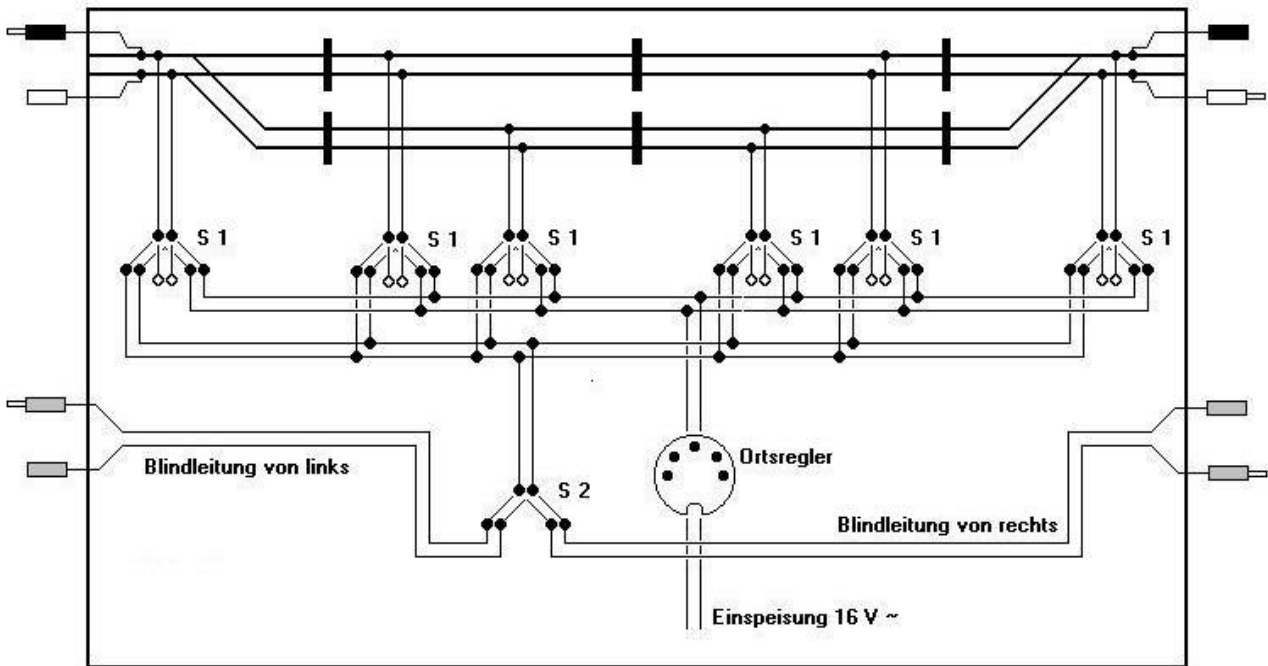 S 1
S 1
S 1
S 1
S 1
S 1
Ortsregler
Blindleitung von links
S 2
Blindleitung von rechts
Einspeisung 16 V ~